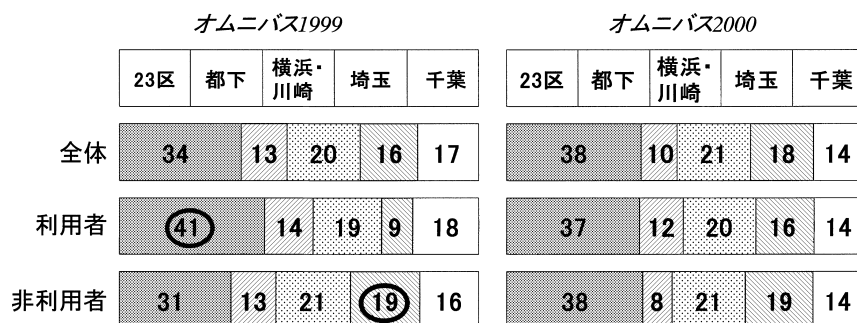 オムニバス1999 オムニバス2000
23区 都下 横浜・川崎 埼玉 千葉 23区 都下 横浜・川崎 埼玉 千葉
全体 34 13 20 16 17 38 10 21 18 14
利用者 41 14 19 9 18 37 12 20 16 14
非利用者 31 13 21 19 16 38 8 21 19 14